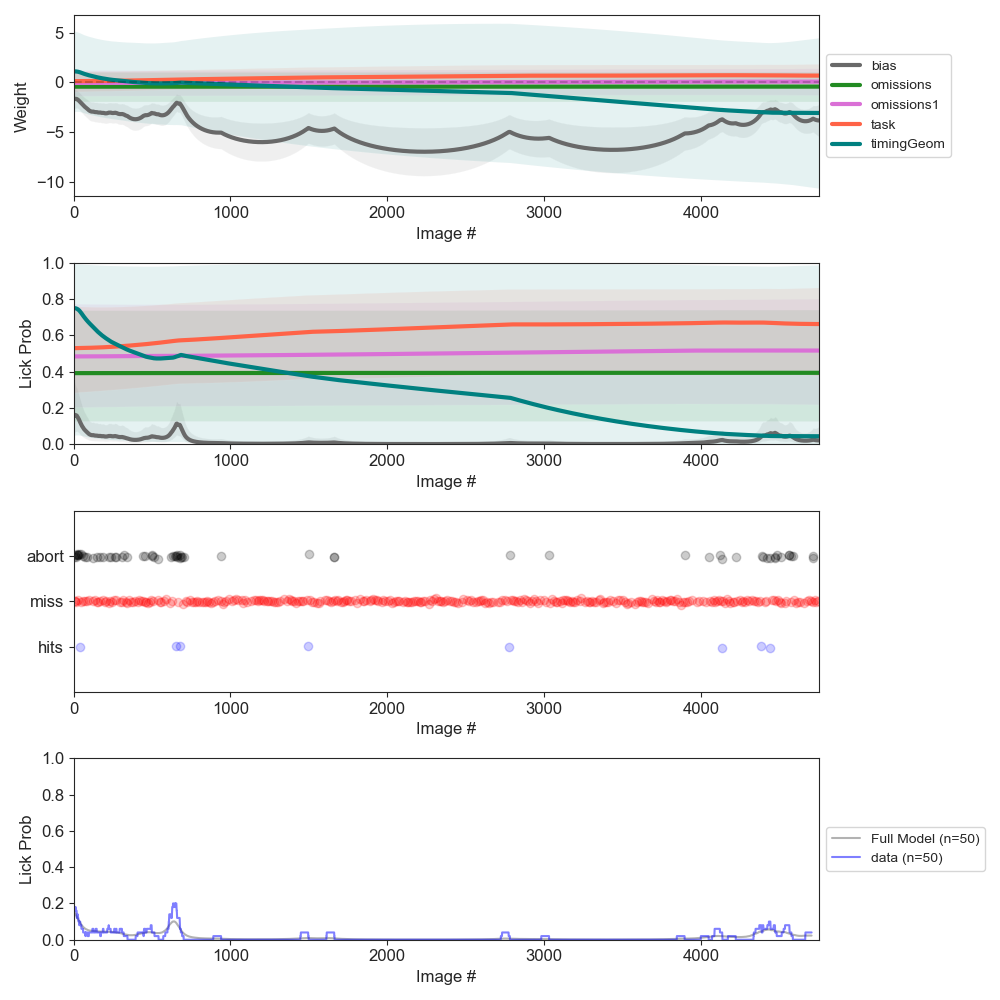 5
0
−5
−10
Weight
0 1000 2000 3000 4000
Image #
bias
omissions
omissions1
task
timingGeom
1.0
0.8
0.6
0.4
0.2
0.0
Lick Prob
0 1000 2000 3000 4000
Image #
abort
miss
hits
0 1000 2000 3000 4000
Image #
1.0
0.8
0.6
0.4
0.2
0.0
Lick Prob
0 1000 2000 3000 4000
Image #
Full Model (n=50)
data (n=50)